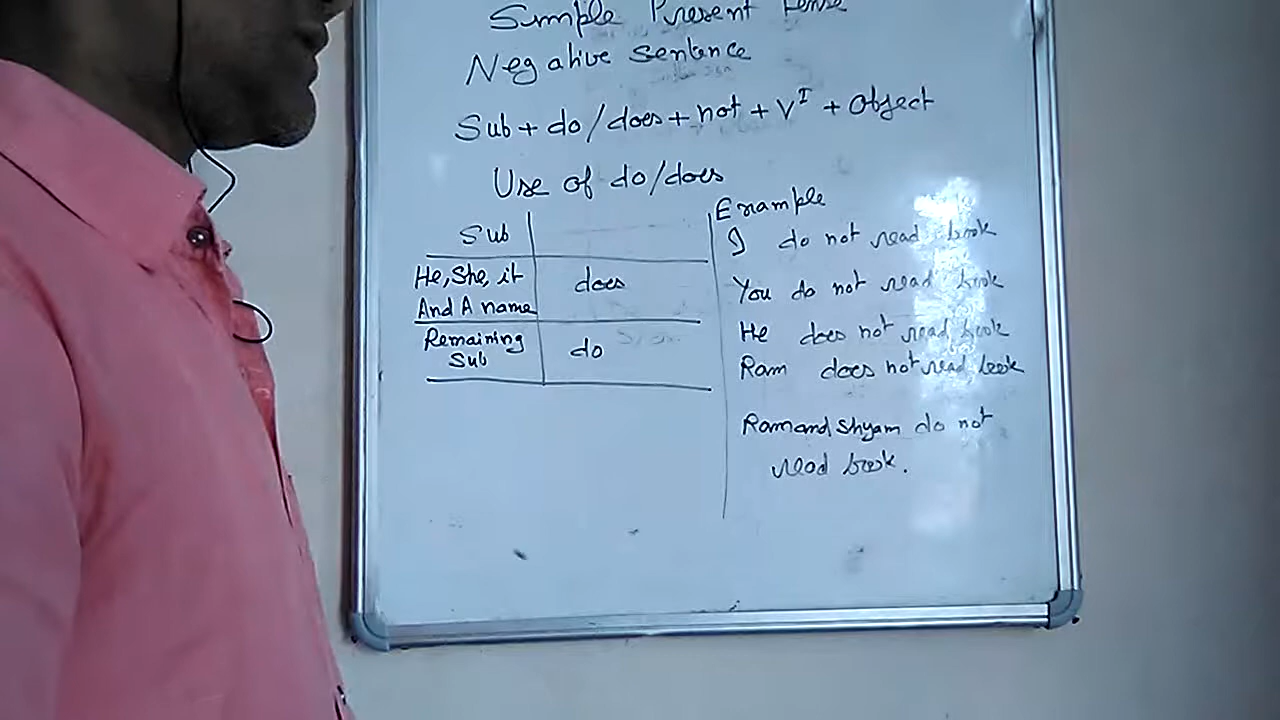 Simple Present Tense
Negative Sentence
Sub + do/does + not + V^I + Object
Use of do/does
Sub
He, She, it
And A name
does
Remaining
Sub
do
Example
I do not read book
You do not read book
He does not read book
Ram does not read book
Ram and Shyam do not
read book.